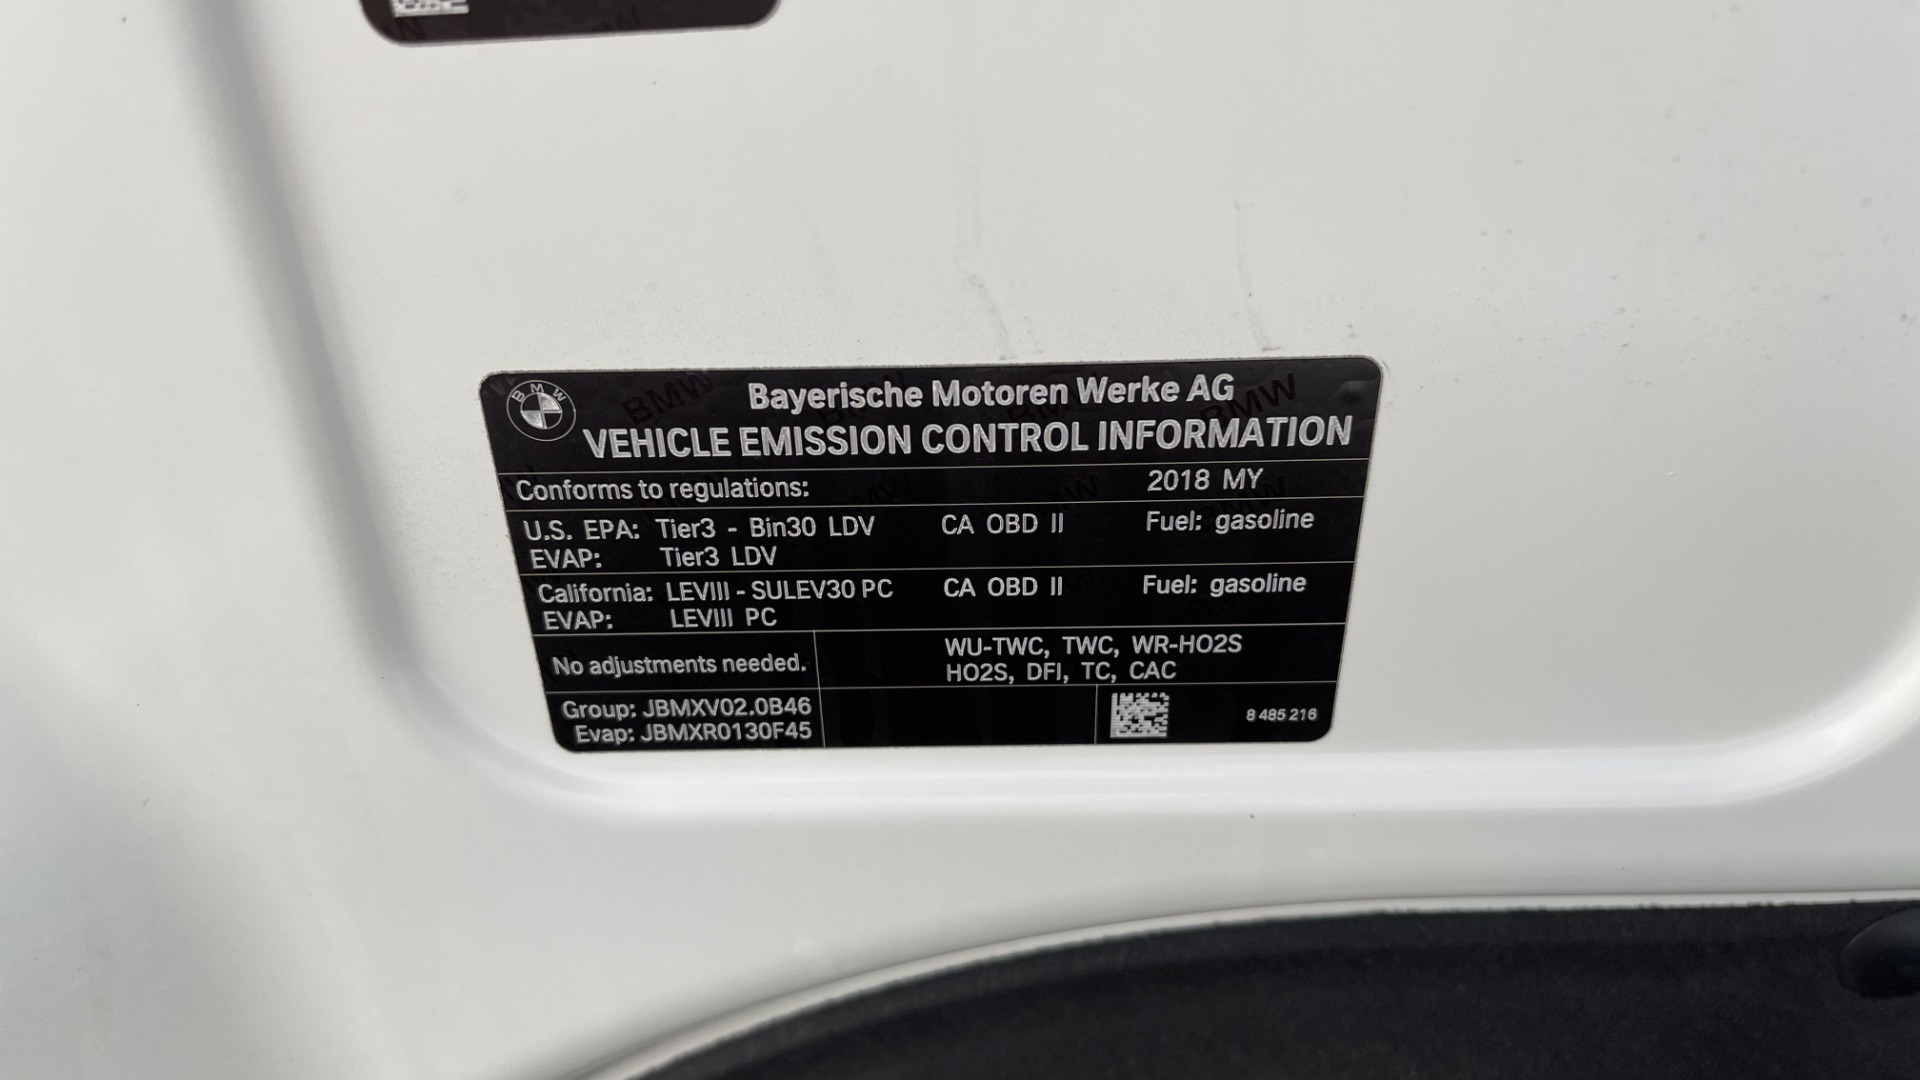 BMW
Bayerische Motoren Werke AG
VEHICLE EMISSION CONTROL INFORMATION
Conforms to regulations: 2018 MY
U.S. EPA: Tier3 - Bin30 LDV CA OBD II Fuel: gasoline
EVAP: Tier3 LDV
California: LEVIII - SULEV30 PC CA OBD II Fuel: gasoline
EVAP: LEVIII PC
No adjustments needed.
WU-TWC, TWC, WR-HO2S
HO2S, DFI, TC, CAC
Group: JBMXV02.0B46
Evap: JBMXR0130F45
8 485 216